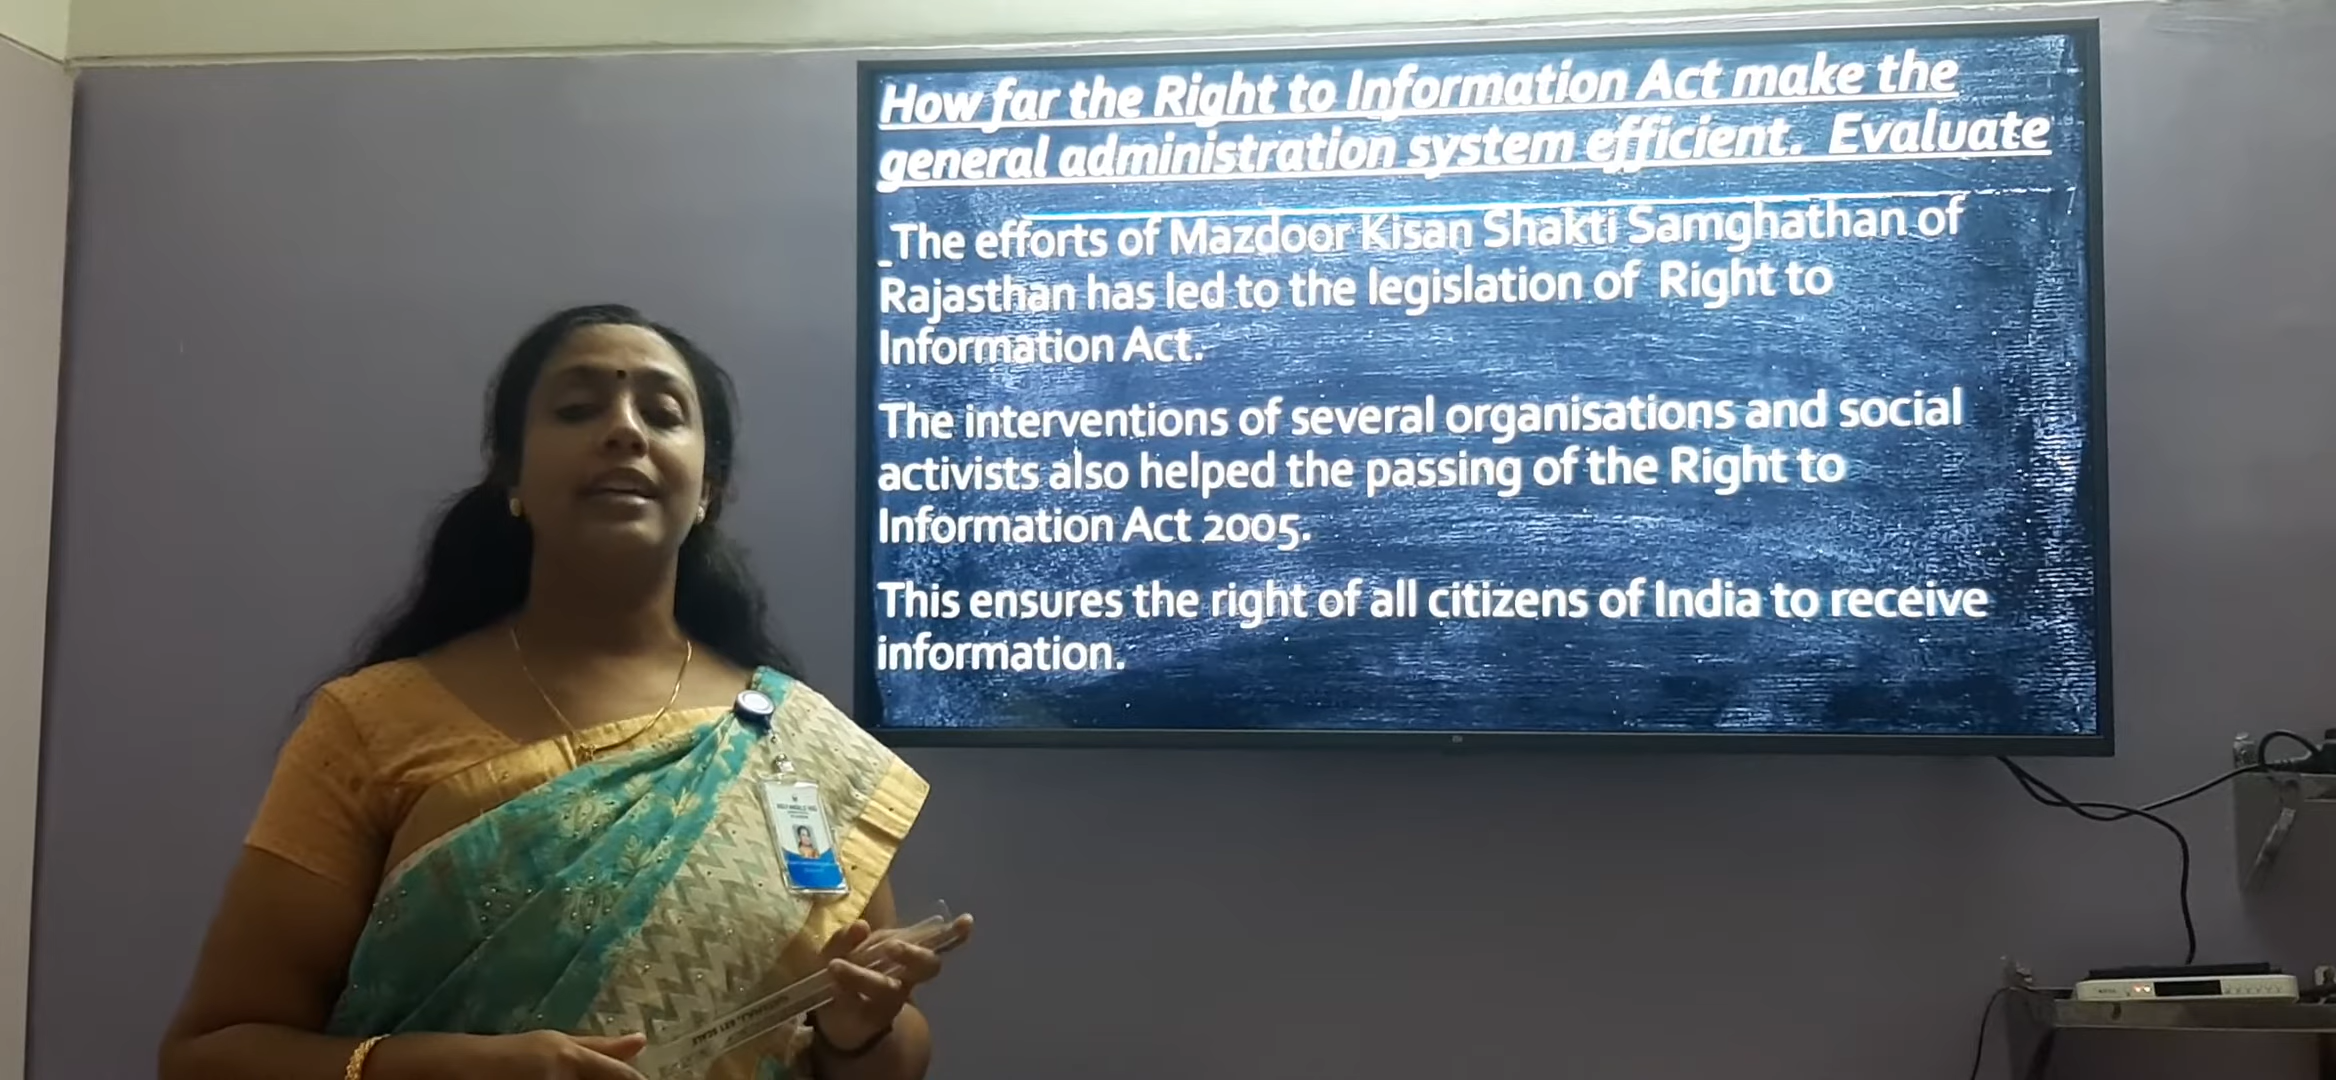 How far the Right to Information Act make the
general administration system efficient. Evaluate
_The efforts of Mazdoor Kisan Shakti Samghathan of
Rajasthan has led to the legislation of Right to
Information Act.
The interventions of several organisations and social
activists also helped the passing of the Right to
Information Act 2005.
This ensures the right of all citizens of India to receive
information.